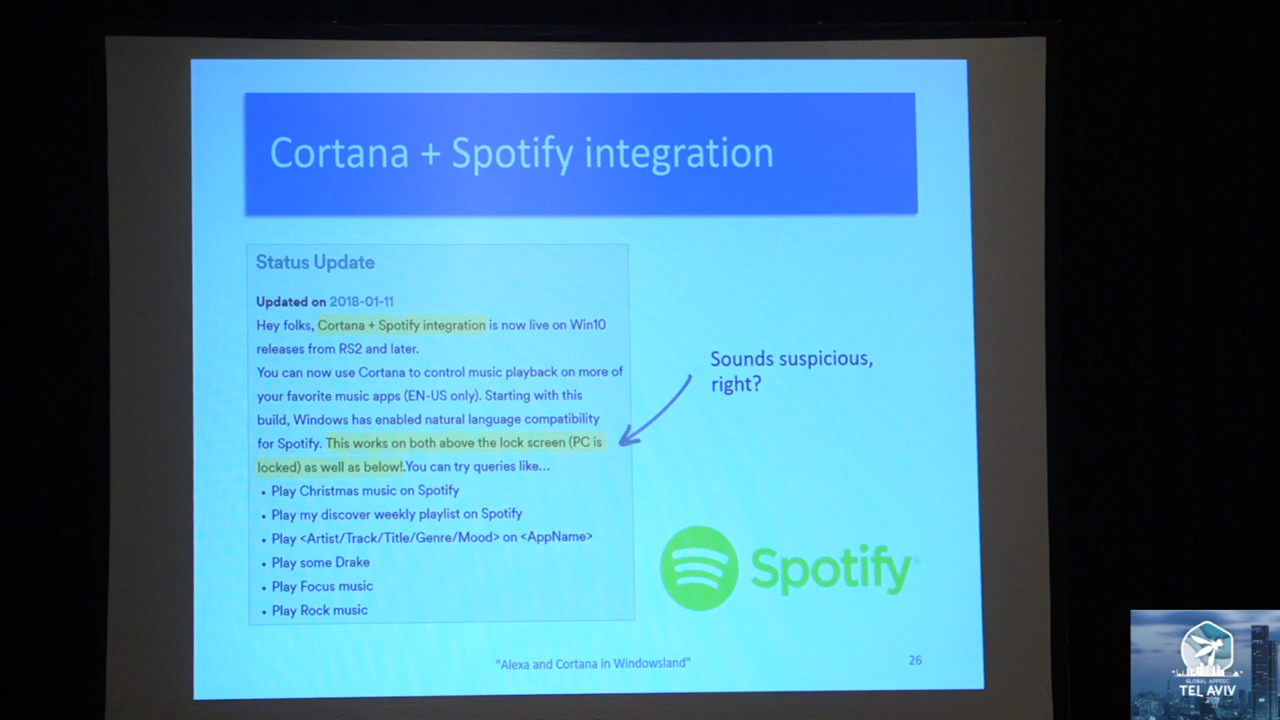 Cortana + Spotify integration
Status Update
Updated on 2018-01-11
Hey folks, Cortana + Spotify integration is now live on Win10
releases from RS2 and later.
You can now use Cortana to control music playback on more of
your favorite music apps (EN-US only). Starting with this
build, Windows has enabled natural language compatibility
for Spotify. This works on both above the lock screen (PC is
locked) as well as below!.You can try queries like...
• Play Christmas music on Spotify
• Play my discover weekly playlist on Spotify
• Play <Artist/Track/Title/Genre/Mood> on <AppName>
• Play some Drake
• Play Focus music
• Play Rock music
Sounds suspicious,
right?
Spotify®
"Alexa and Cortana in Windowsland"
26
GLOBAL APPSEC
TEL AVIV
2019